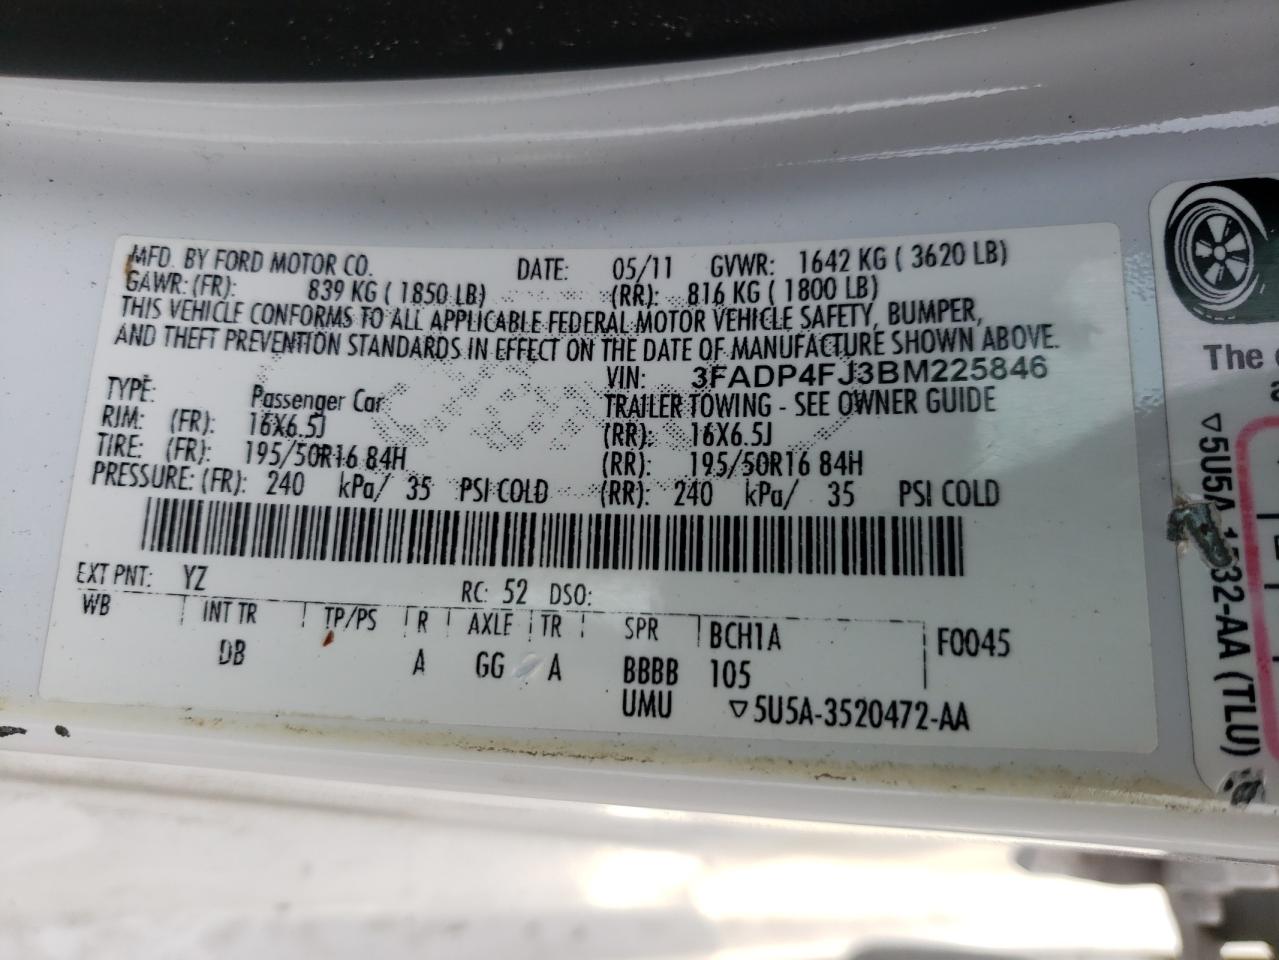 MFD. BY FORD MOTOR CO. DATE: 05/11 GVWR: 1642 KG ( 3620 LB)
GAWR: (FR): 839 KG ( 1850 LB) (RR): 816 KG ( 1800 LB)
THIS VEHICLE CONFORMS TO ALL APPLICABLE FEDERAL MOTOR VEHICLE SAFETY, BUMPER,
AND THEFT PREVENTION STANDARDS IN EFFECT ON THE DATE OF MANUFACTURE SHOWN ABOVE.
VIN: 3FADP4FJ3BM225846
TYPE: Passenger Car TRAILER TOWING - SEE OWNER GUIDE
RIM: (FR): 16X6.5J (RR): 16X6.5J
TIRE: (FR): 195/50R16 84H (RR): 195/50R16 84H
PRESSURE: (FR): 240 kPa/ 35 PSI COLD (RR): 240 kPa/ 35 PSI COLD
EXT PNT: YZ RC: 52 DSO:
WB INT TR TP/PS R AXLE TR SPR BCH1A F0045
DB A GG A BBBB 105
UMU ▽5U5A-3520472-AA
The
▽5U5A-1532-AA (TLU)